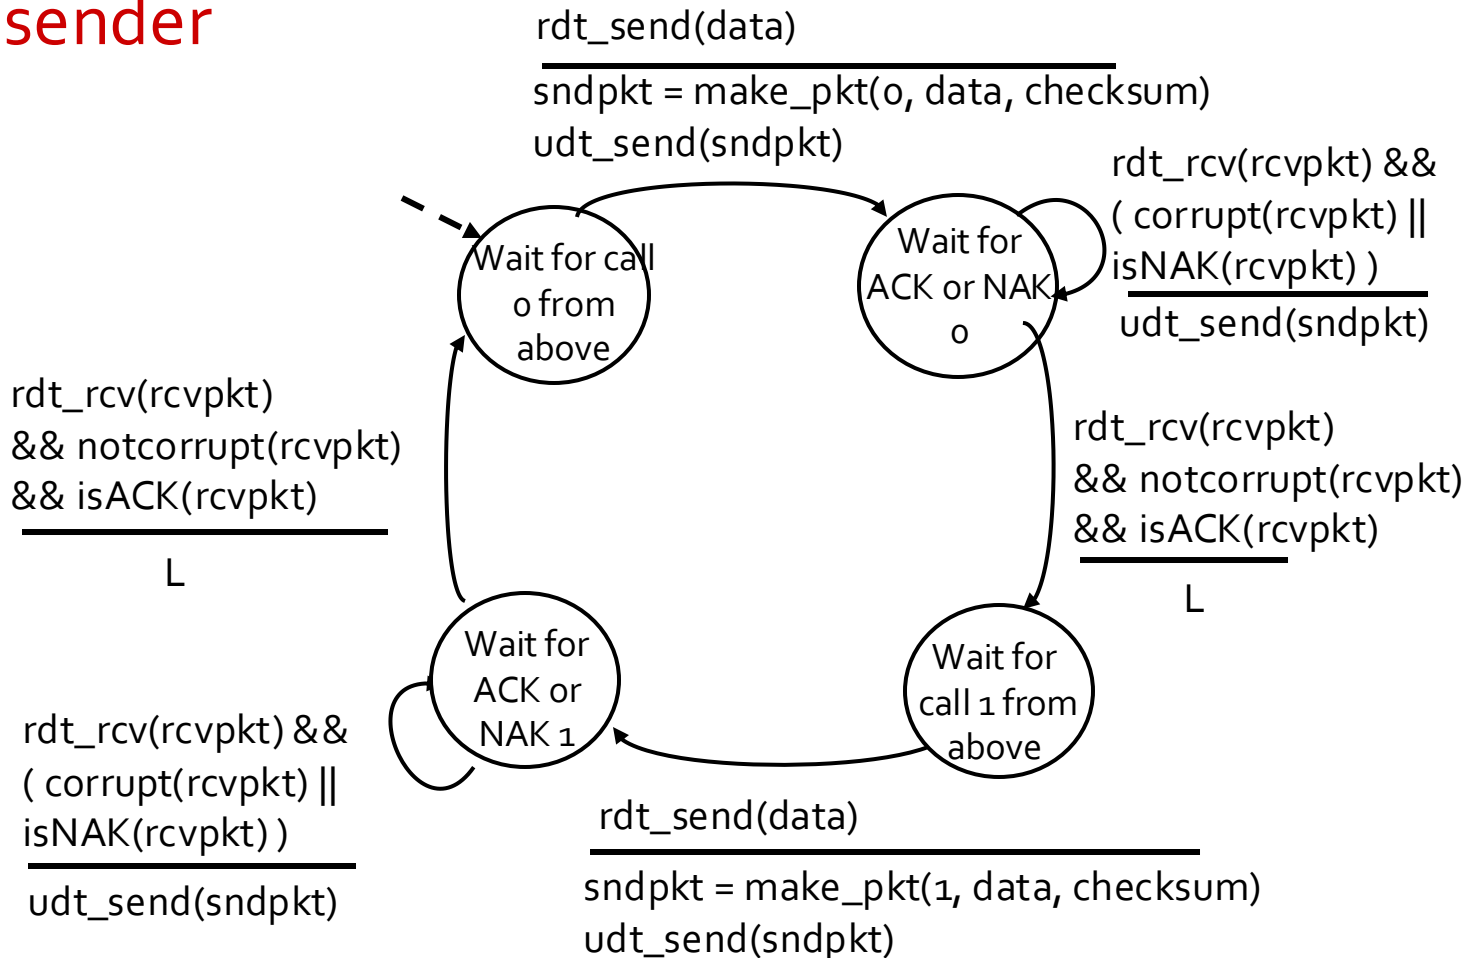 sender
rdt_send(data)
sndpkt = make_pkt(0, data, checksum)
udt_send(sndpkt)
rdt_rcv(rcvpkt) &&
( corrupt(rcvpkt) ||
isNAK(rcvpkt) )
udt_send(sndpkt)
Wait for call
0 from
above
Wait for
ACK or NAK
0
rdt_rcv(rcvpkt)
&& notcorrupt(rcvpkt)
&& isACK(rcvpkt)
L
rdt_rcv(rcvpkt)
&& notcorrupt(rcvpkt)
&& isACK(rcvpkt)
L
Wait for
ACK or
NAK 1
Wait for
call 1 from
above
rdt_rcv(rcvpkt) &&
( corrupt(rcvpkt) ||
isNAK(rcvpkt) )
udt_send(sndpkt)
rdt_send(data)
sndpkt = make_pkt(1, data, checksum)
udt_send(sndpkt)